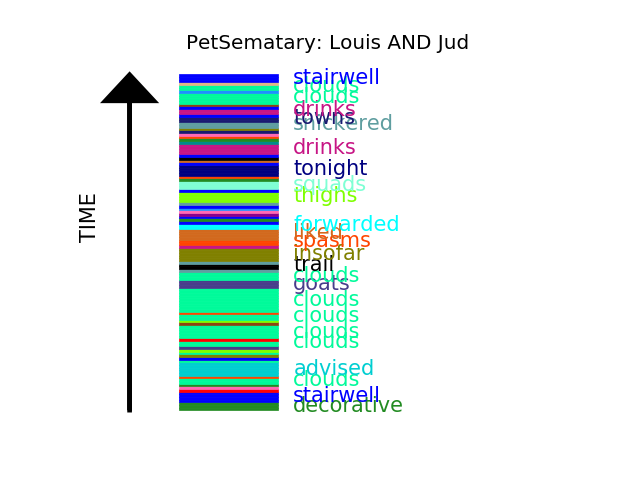 PetSematary: Louis AND Jud
stairwell
clouds
clouds
drinks
towns
snickered
drinks
tonight
squads
thighs
forwarded
liked
spasms
insofar
trail
clouds
goats
clouds
clouds
clouds
clouds
advised
clouds
stairwell
decorative
TIME